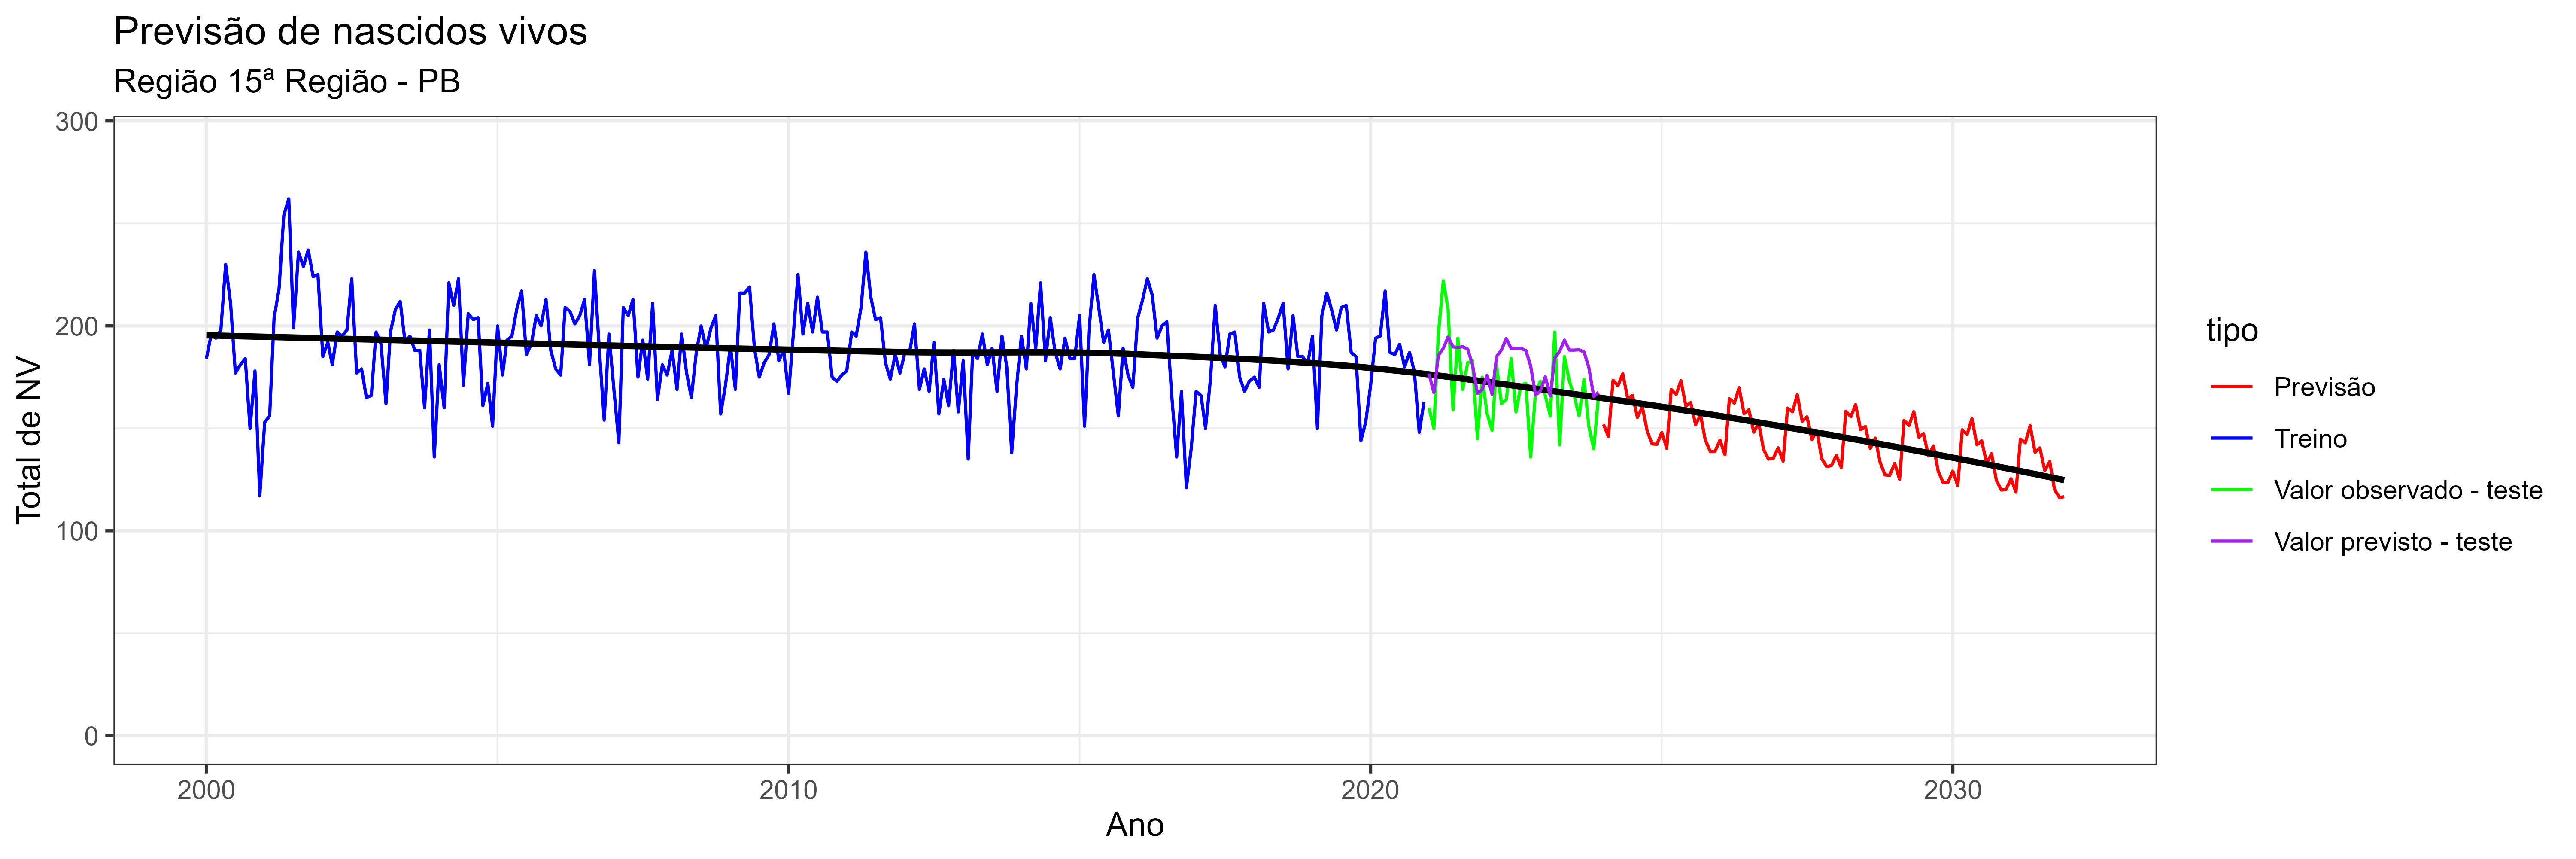 Previsão de nascidos vivos
Região 15ª Região - PB
300
200
100
0
Total de NV
2000
2010
2020
2030
Ano
tipo
Previsão
Treino
Valor observado - teste
Valor previsto - teste